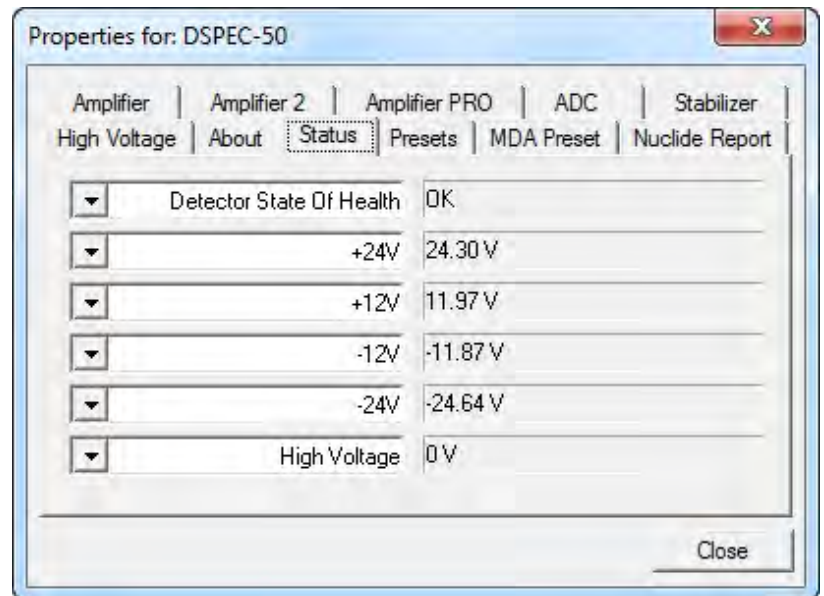 Properties for: DSPEC-50
Amplifier Amplifier 2 Amplifier PRO ADC Stabilizer
High Voltage About Status Presets MDA Preset Nuclide Report
Detector State Of Health OK
+24V 24.30 V
+12V 11.97 V
-12V -11.87 V
-24V -24.64 V
High Voltage 0 V
Close